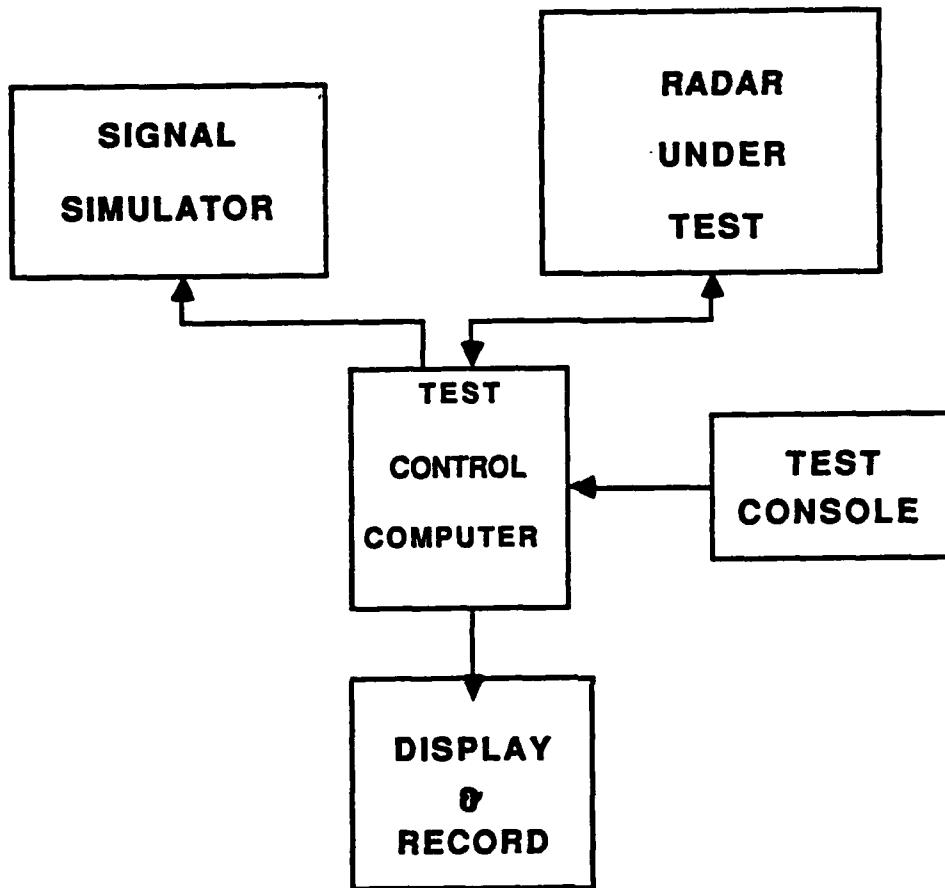 SIGNAL
SIMULATOR
RADAR
UNDER
TEST
TEST
CONTROL
COMPUTER
TEST
CONSOLE
DISPLAY
&
RECORD